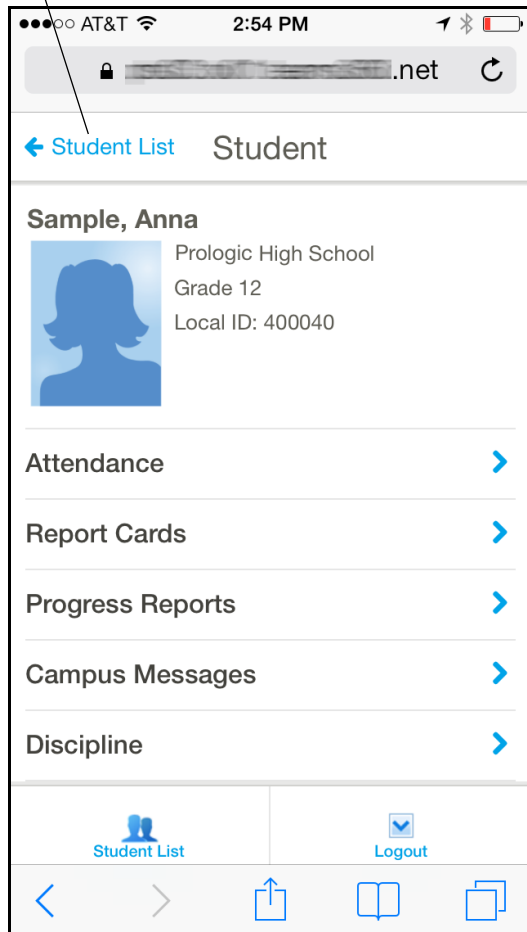 AT&T 2:54 PM
.net
Student List Student
Sample, Anna
Prologic High School
Grade 12
Local ID: 400040
Attendance
Report Cards
Progress Reports
Campus Messages
Discipline
Student List Logout